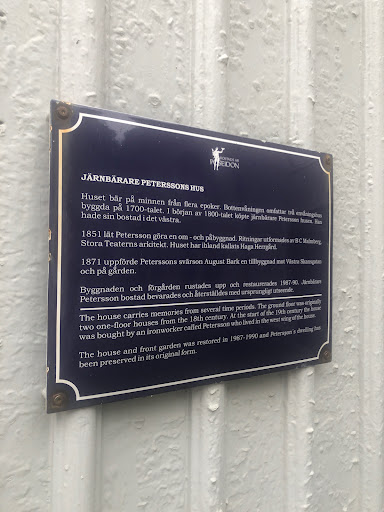 POSEIDON
JÄRNBÄRARE PETERSSONS HUS
Huset bär på minnen från flera epoker. Bottenvåningen omfattar två envåningshus
byggda på 1700-talet. I början av 1800-talet köpte järnbärare Petersson husen. Han
hade sin bostad i det västra.
1851 lät Petersson göra en om - och påbyggnad. Ritningar utformades av B C Malmberg,
Stora Teaterns arkitekt. Huset har ibland kallats Haga Herrgård.
1871 uppförde Peterssons svärson August Bark en tillbyggnad mot Västra Skansgatan
och på gården.
Byggnaden och förgården rustades upp och restaurerades 1987-90. Järnbärare
Petersson bostad bevarades och återställdes med ursprungligt utseende.
The house carries memories from several time periods. The ground floor was originally
two one-floor houses from the 18th century. At the start of the 19th century the house
was bought by an ironworker called Petersson who lived in the west wing of the house.
The house and front garden was restored in 1987-1990 and Petersson's dwelling has
been preserved in its original form.